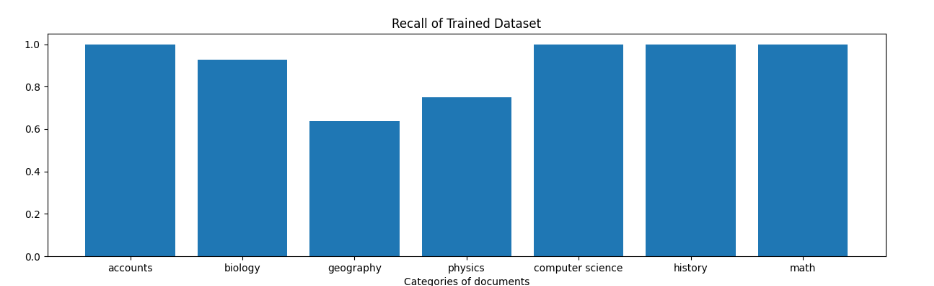 Recall of Trained Dataset
1.0
0.8
0.6
0.4
0.2
0.0
accounts biology geography physics computer science history math
Categories of documents